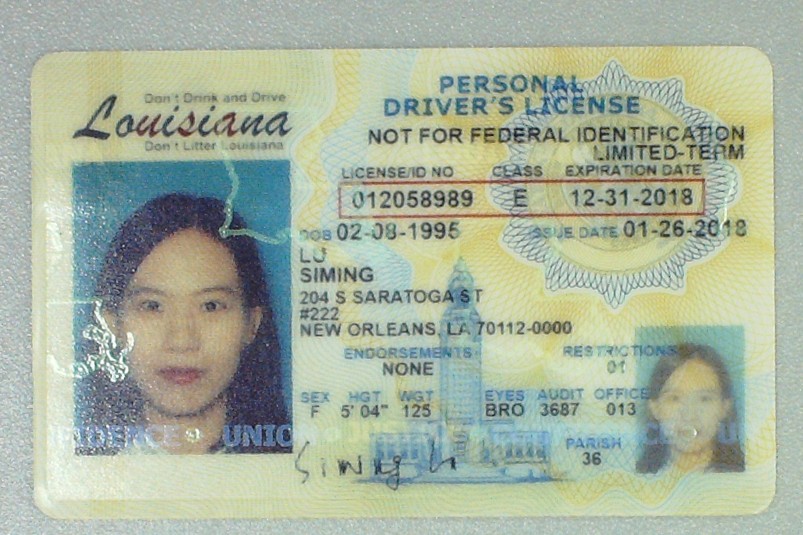 Don't Drink and Drive
Louisiana
Don't Litter Louisiana
PERSONAL
DRIVER'S LICENSE
NOT FOR FEDERAL IDENTIFICATION
LIMITED-TERM
LICENSE/ID NO CLASS EXPIRATION DATE
012058989 E 12-31-2018
DOB 02-08-1995 ISSUE DATE 01-26-2018
LU
SIMING
204 S SARATOGA ST
#222
NEW ORLEANS, LA 70112-0000
ENDORSEMENTS RESTRICTIONS
NONE 01
SEX HGT WGT EYES AUDIT OFFICE
F 5' 04" 125 BRO 3687 013
PARISH
36
UNION
Siming